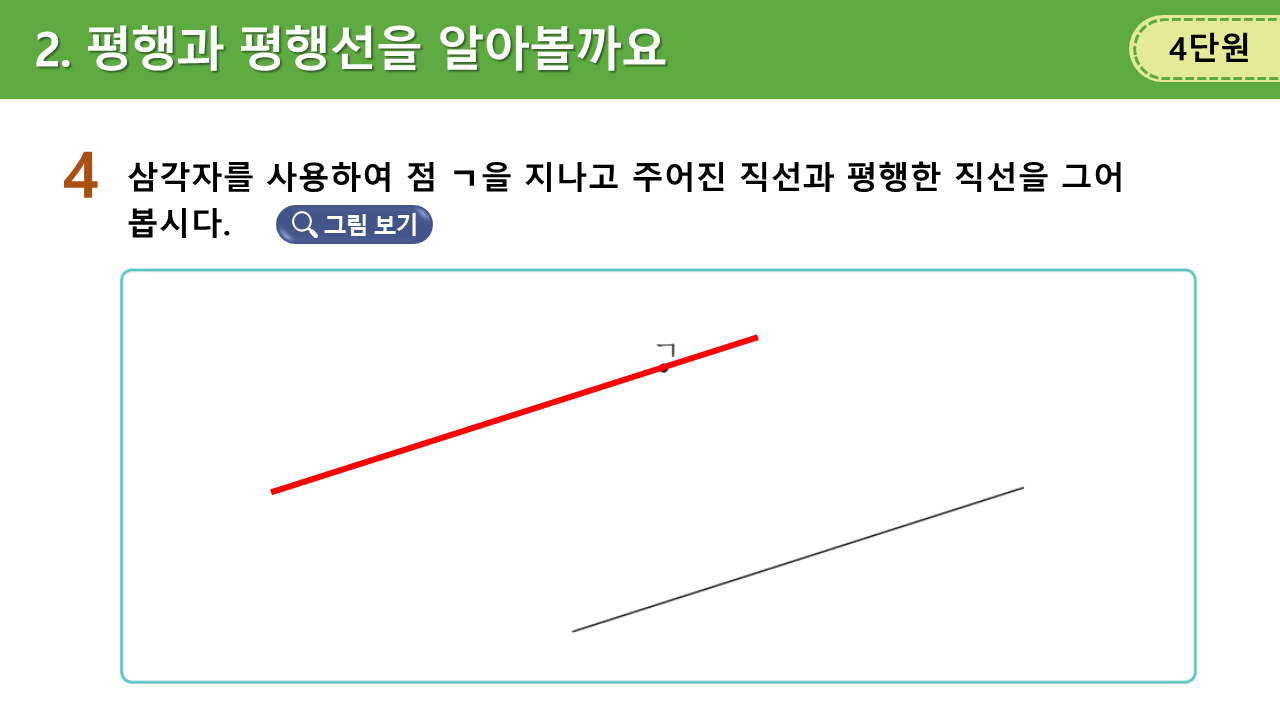 2. 평행과 평행선을 알아볼까요
4단원
4 삼각자를 사용하여 점 ㄱ을 지나고 주어진 직선과 평행한 직선을 그어
봅시다.
그림 보기
ㄱ